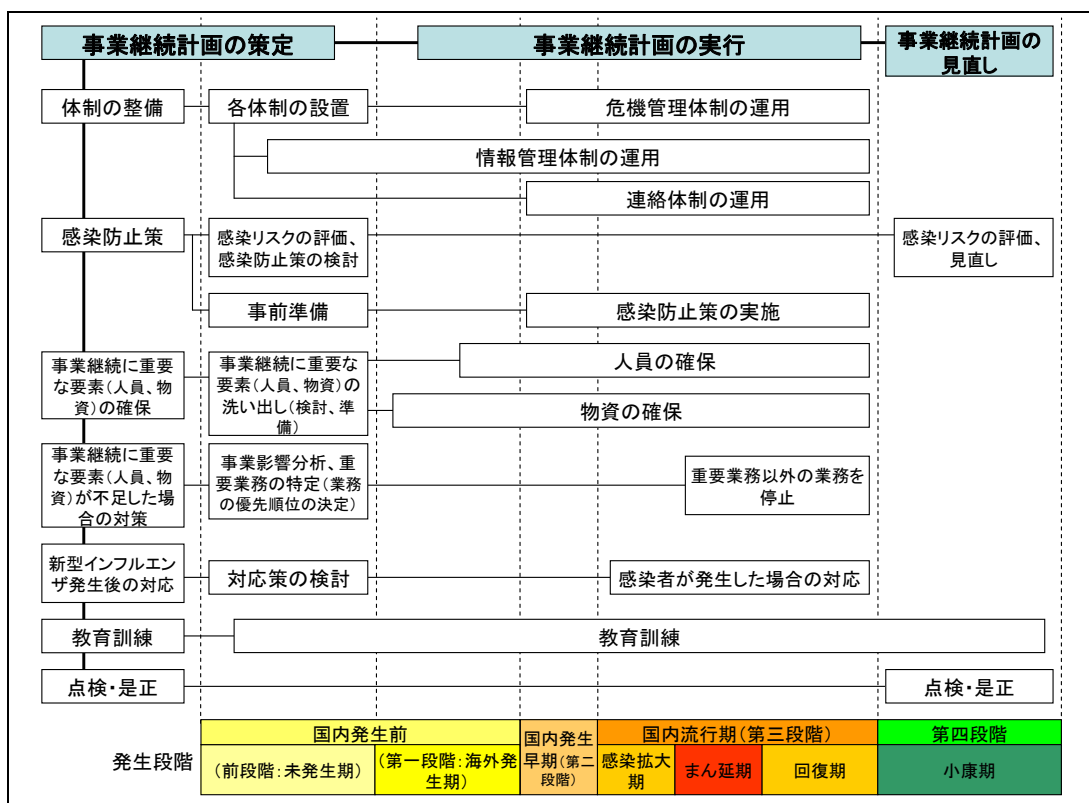 事業継続計画の策定
事業継続計画の実行
事業継続計画の
見直し
体制の整備
各体制の設置
危機管理体制の運用
情報管理体制の運用
連絡体制の運用
感染防止策
感染リスクの評価、
感染防止策の検討
感染リスクの評価、
見直し
事前準備
感染防止策の実施
事業継続に重要
な要素(人員、物
資)の確保
事業継続に重要な
要素(人員、物資)の
洗い出し(検討、準
備)
人員の確保
物資の確保
事業継続に重要
な要素(人員、物
資)が不足した場
合の対策
事業影響分析、重
要業務の特定(業務
の優先順位の決定)
重要業務以外の業務を
停止
新型インフルエン
ザ発生後の対応
対応策の検討
感染者が発生した場合の対応
教育訓練
教育訓練
点検・是正
点検・是正
発生段階
国内発生前
(前段階:未発生期)
(第一段階:海外発
生期)
国内発生
早期(第二
段階)
国内流行期(第三段階)
感染拡大
期
まん延期
回復期
第四段階
小康期